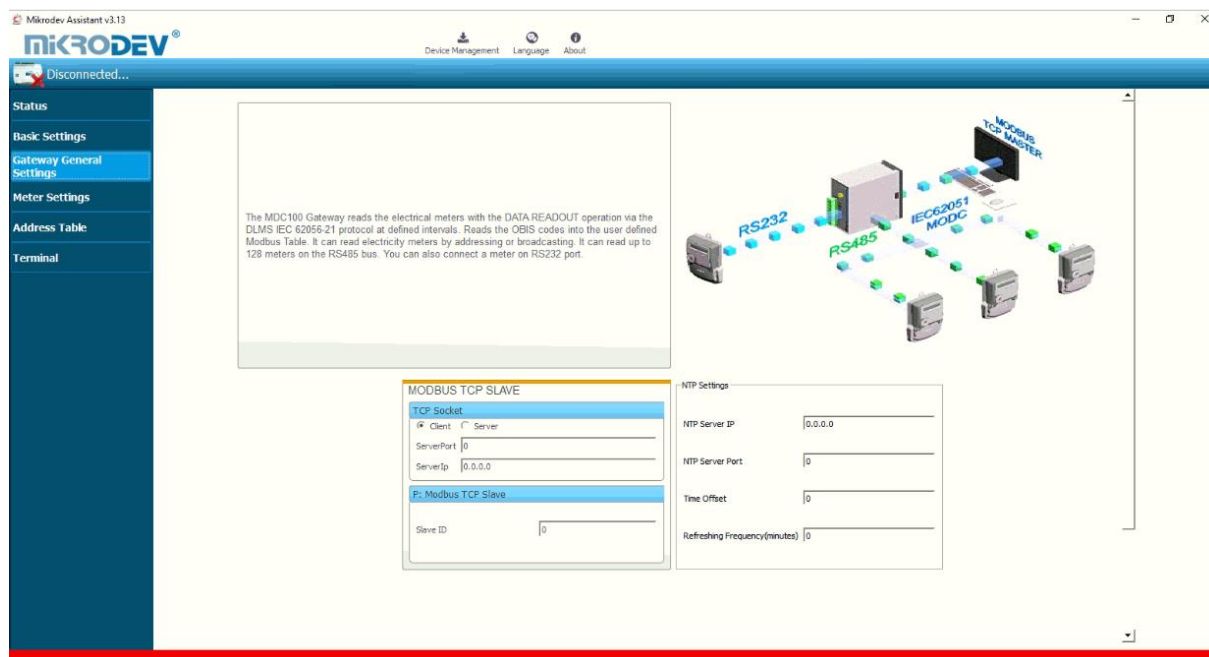 Mikrodev Assistant v3.13
MiKRODEV®
Device Management Language About
Disconnected...
Status
Basic Settings
Gateway General
Settings
Meter Settings
Address Table
Terminal
The MDC100 Gateway reads the electrical meters with the DATA READOUT operation via the
DLMS IEC 62056-21 protocol at defined intervals. Reads the OBIS codes into the user defined
Modbus Table. It can read electricity meters by addressing or broadcasting. It can read up to
128 meters on the RS485 bus. You can also connect a meter on RS232 port.
MODBUS
TCP MASTER
RS232
RS485
IEC62051
MODC
MODBUS TCP SLAVE
TCP Socket
Client Server
ServerPort 0
ServerIp 0.0.0.0
P: Modbus TCP Slave
Slave ID 0
NTP Settings
NTP Server IP 0.0.0.0
NTP Server Port 0
Time Offset 0
Refreshing Frequency(minutes) 0